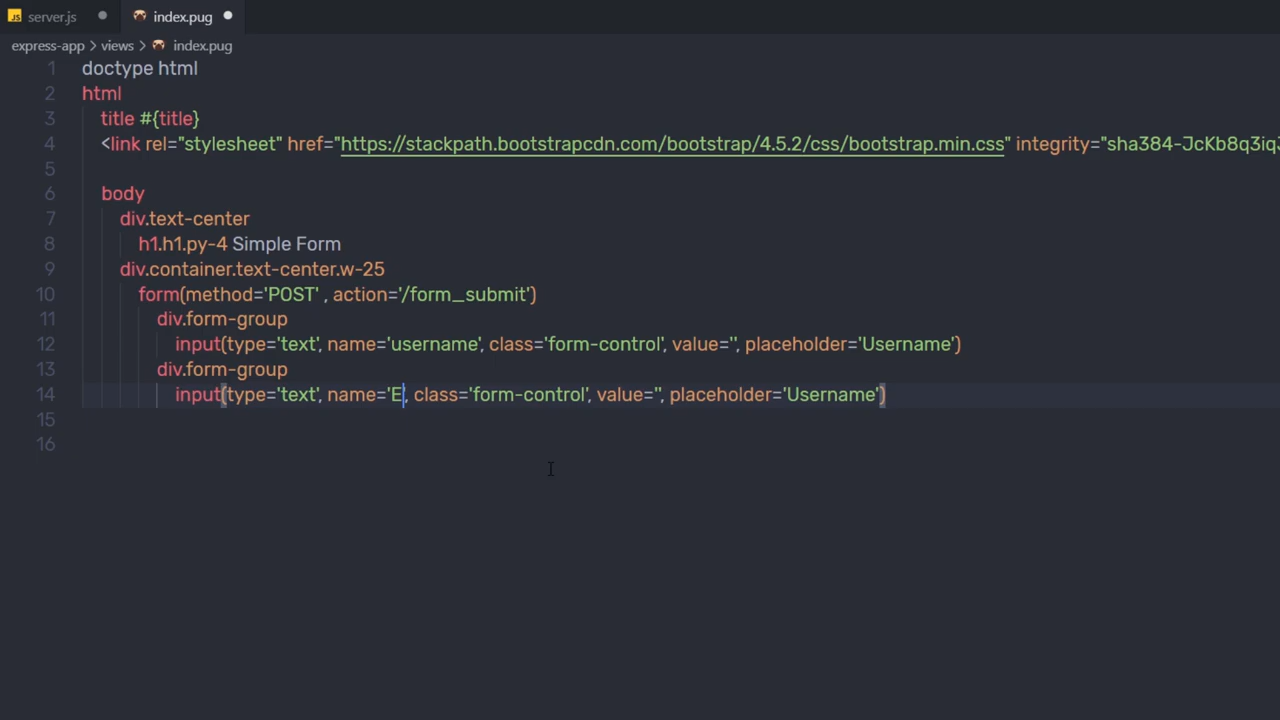 JS server.js index.pug
express-app > views > index.pug
1 doctype html
2 html
3 title #{title}
4 <link rel="stylesheet" href="https://stackpath.bootstrapcdn.com/bootstrap/4.5.2/css/bootstrap.min.css" integrity="sha384-JcKb8q3iqJ
5
6 body
7 div.text-center
8 h1.h1.py-4 Simple Form
9 div.container.text-center.w-25
10 form(method='POST' , action='/form_submit')
11 div.form-group
12 input(type='text', name='username', class='form-control', value='', placeholder='Username')
13 div.form-group
14 input(type='text', name='E', class='form-control', value='', placeholder='Username')
15
16